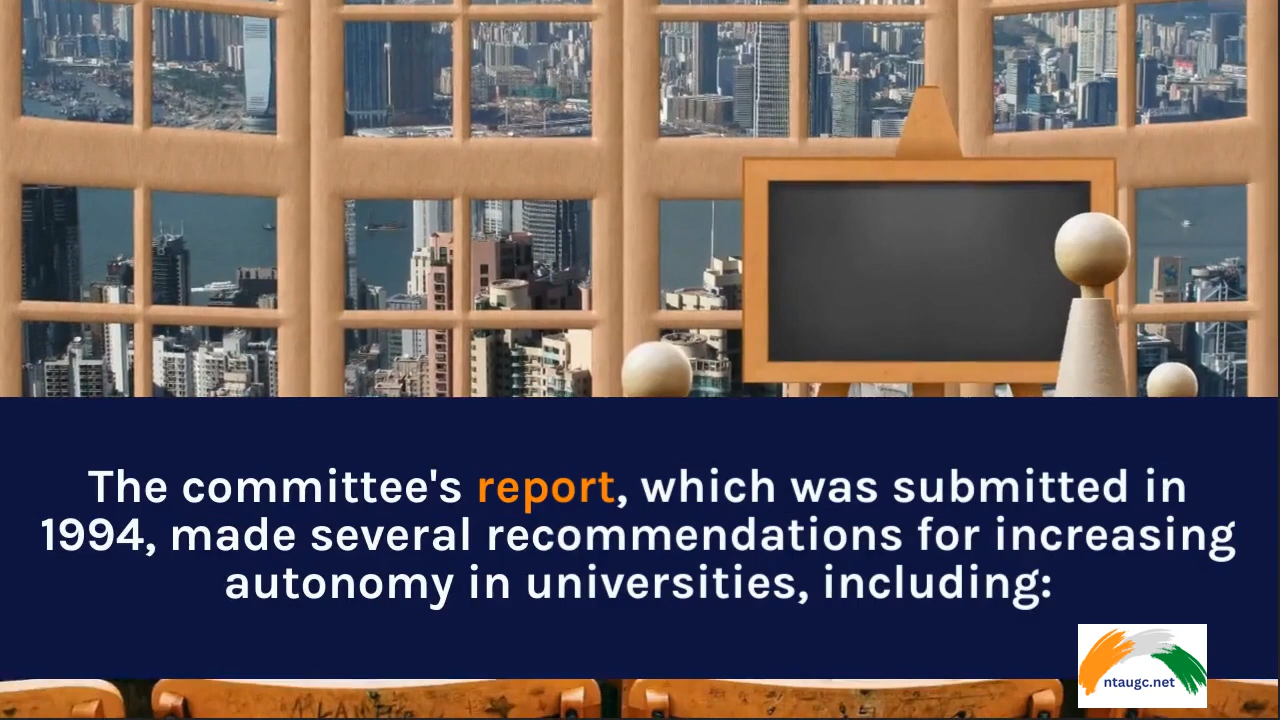 The committee's report, which was submitted in
1994, made several recommendations for increasing
autonomy in universities, including:
ntaugc.net